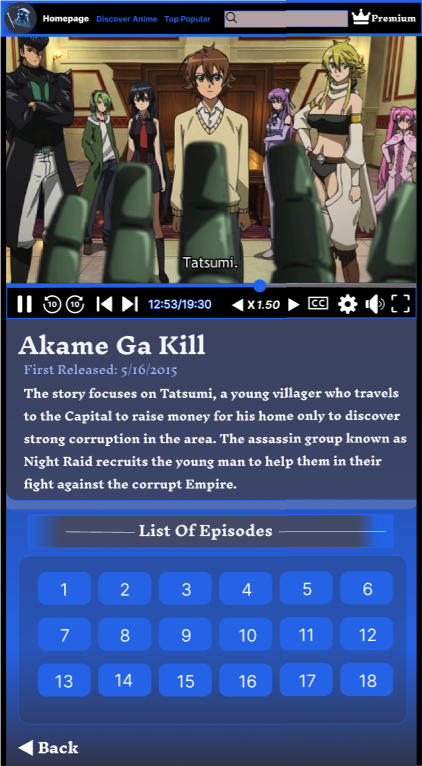 Homepage Discover Anime Top Popular Premium
Tatsumi.
10 10 12:53/19:30 X 1.50 CC
Akame Ga Kill
First Released: 5/16/2015
The story focuses on Tatsumi, a young villager who travels
to the Capital to raise money for his home only to discover
strong corruption in the area. The assassin group known as
Night Raid recruits the young man to help them in their
fight against the corrupt Empire.
List Of Episodes
1 2 3 4 5 6
7 8 9 10 11 12
13 14 15 16 17 18
Back